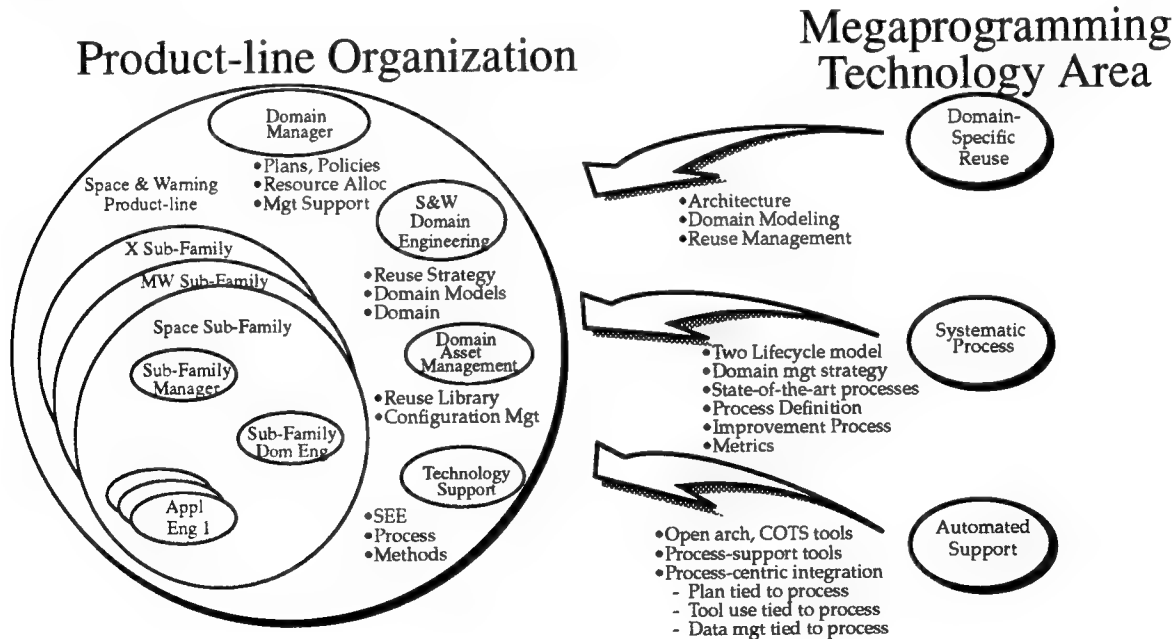 Product-line Organization
Domain
Manager
•Plans, Policies
•Resource Alloc
•Mgt Support
Space & Warning
Product-line
S&W
Domain
Engineering
•Reuse Strategy
•Domain Models
•Domain
X Sub-Family
MW Sub-Family
Space Sub-Family
Sub-Family
Manager
Sub-Family
Dom Eng
Appl
Eng 1
Domain
Asset
Management
•Reuse Library
•Configuration Mgt
Technology
Support
•SEE
•Process
•Methods
Megaprogramming
Technology Area
Domain-
Specific
Reuse
•Architecture
•Domain Modeling
•Reuse Management
Systematic
Process
•Two Lifecycle model
•Domain mgt strategy
•State-of-the-art processes
•Process Definition
•Improvement Process
•Metrics
Automated
Support
•Open arch, COTS tools
•Process-support tools
•Process-centric integration
- Plan tied to process
- Tool use tied to process
- Data mgt tied to process